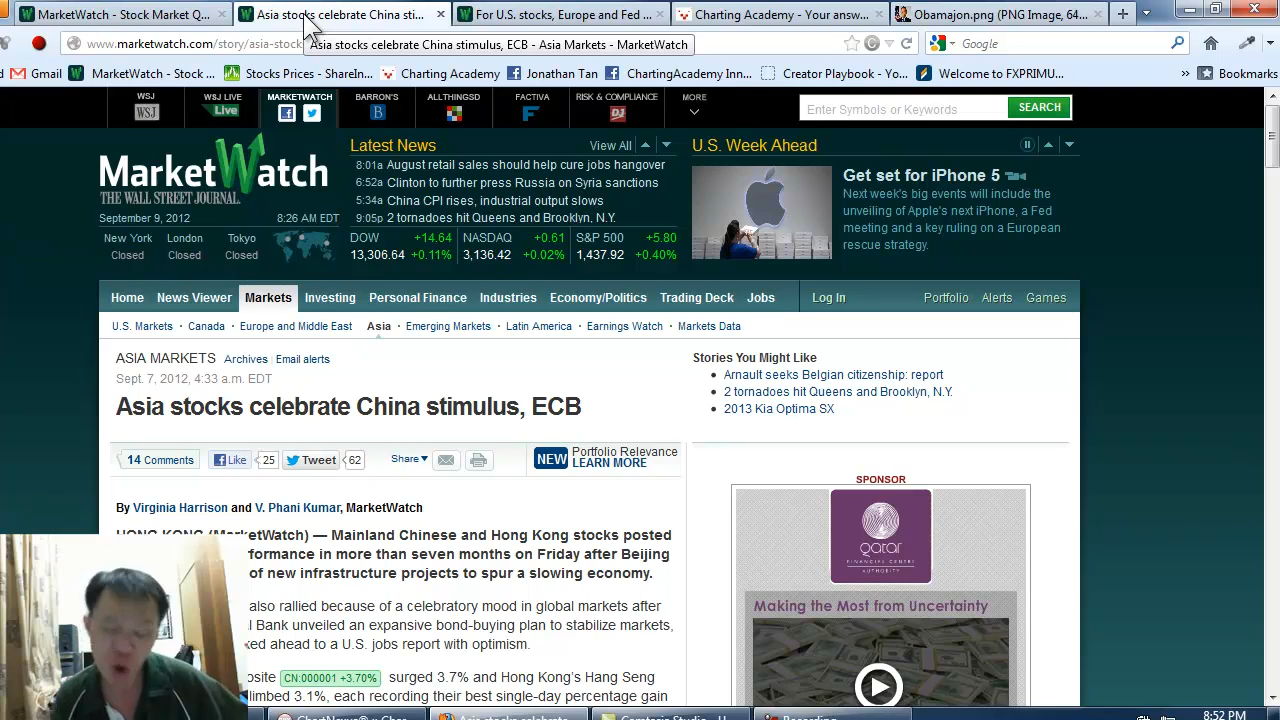 MarketWatch - Stock Market Q...
Asia stocks celebrate China sti...
For U.S. stocks, Europe and Fed ...
Charting Academy - Your answ...
Obamajon.png (PNG Image, 64...
www.marketwatch.com/story/asia-stock
Asia stocks celebrate China stimulus, ECB - Asia Markets - MarketWatch
Google
Gmail
MarketWatch - Stock ...
Stocks Prices - ShareIn...
Charting Academy
Jonathan Tan
ChartingAcademy Inn...
Creator Playbook - Yo...
Welcome to FXPRIMU...
Bookmarks
WSJ
WSJ
WSJ LIVE
Live
MARKETWATCH
BARRON'S
B
ALLTHINGSD
FACTIVA
F
RISK & COMPLIANCE
DJ
MORE
Enter Symbols or Keywords
SEARCH
MarketWatch
THE WALL STREET JOURNAL.
September 9, 2012
8:26 AM EDT
New York
Closed
London
Closed
Tokyo
Closed
Latest News
View All
8:01a August retail sales should help cure jobs hangover
6:52a Clinton to further press Russia on Syria sanctions
5:34a China CPI rises, industrial output slows
9:05p 2 tornadoes hit Queens and Brooklyn, N.Y.
DOW +14.64
13,306.64 +0.11%
NASDAQ +0.61
3,136.42 +0.02%
S&P 500 +5.80
1,437.92 +0.40%
U.S. Week Ahead
Get set for iPhone 5
Next week's big events will include the
unveiling of Apple's next iPhone, a Fed
meeting and a key ruling on a European
rescue strategy.
Home
News Viewer
Markets
Investing
Personal Finance
Industries
Economy/Politics
Trading Deck
Jobs
Log In
Portfolio
Alerts
Games
U.S. Markets
Canada
Europe and Middle East
Asia
Emerging Markets
Latin America
Earnings Watch
Markets Data
ASIA MARKETS
Archives
Email alerts
Sept. 7, 2012, 4:33 a.m. EDT
Asia stocks celebrate China stimulus, ECB
14 Comments
Like
25
Tweet
62
Share
NEW
Portfolio Relevance
LEARN MORE
By Virginia Harrison and V. Phani Kumar, MarketWatch
HONG KONG (MarketWatch) — Mainland Chinese and Hong Kong stocks posted
formance in more than seven months on Friday after Beijing
of new infrastructure projects to spur a slowing economy.
also rallied because of a celebratory mood in global markets after
l Bank unveiled an expansive bond-buying plan to stabilize markets,
ked ahead to a U.S. jobs report with optimism.
osite CN:000001 +3.70% surged 3.7% and Hong Kong's Hang Seng
limbed 3.1%, each recording their best single-day percentage gain
Stories You Might Like
Arnault seeks Belgian citizenship: report
2 tornadoes hit Queens and Brooklyn, N.Y.
2013 Kia Optima SX
SPONSOR
qatar
FINANCIAL CENTRE
AUTHORITY
Making the Most from Uncertainty
Asia stocks celebrate
Camtasia Studio - U
Recording
8:52 PM